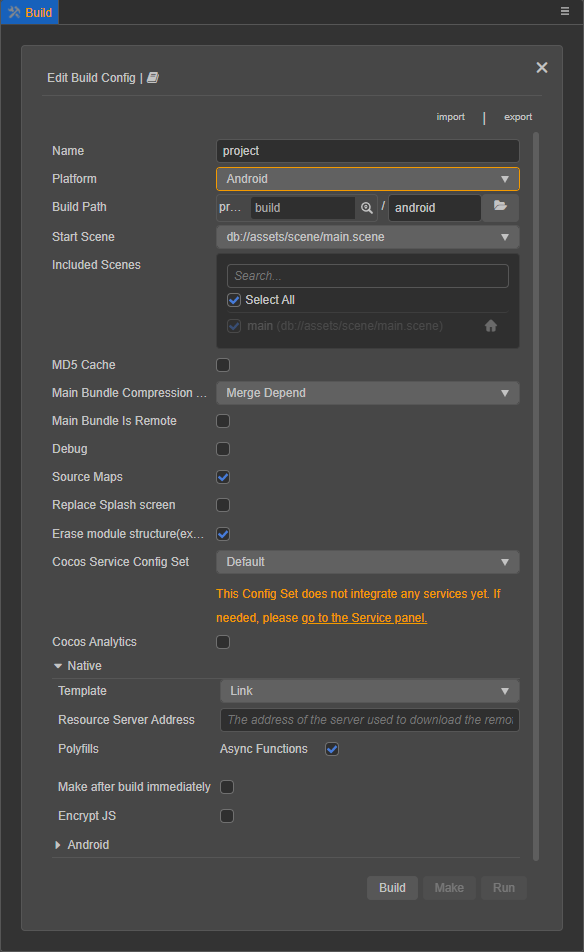 Build
Edit Build Config |
import | export
Name project
Platform Android
Build Path pr... build / android
Start Scene db://assets/scene/main.scene
Included Scenes
Search...
Select All
main (db://assets/scene/main.scene)
MD5 Cache
Main Bundle Compression ... Merge Depend
Main Bundle Is Remote
Debug
Source Maps
Replace Splash screen
Erase module structure(ex...
Cocos Service Config Set Default
This Config Set does not integrate any services yet. If
needed, please go to the Service panel.
Cocos Analytics
Native
Template Link
Resource Server Address The address of the server used to download the remot
Polyfills Async Functions
Make after build immediately
Encrypt JS
Android
Build Make Run